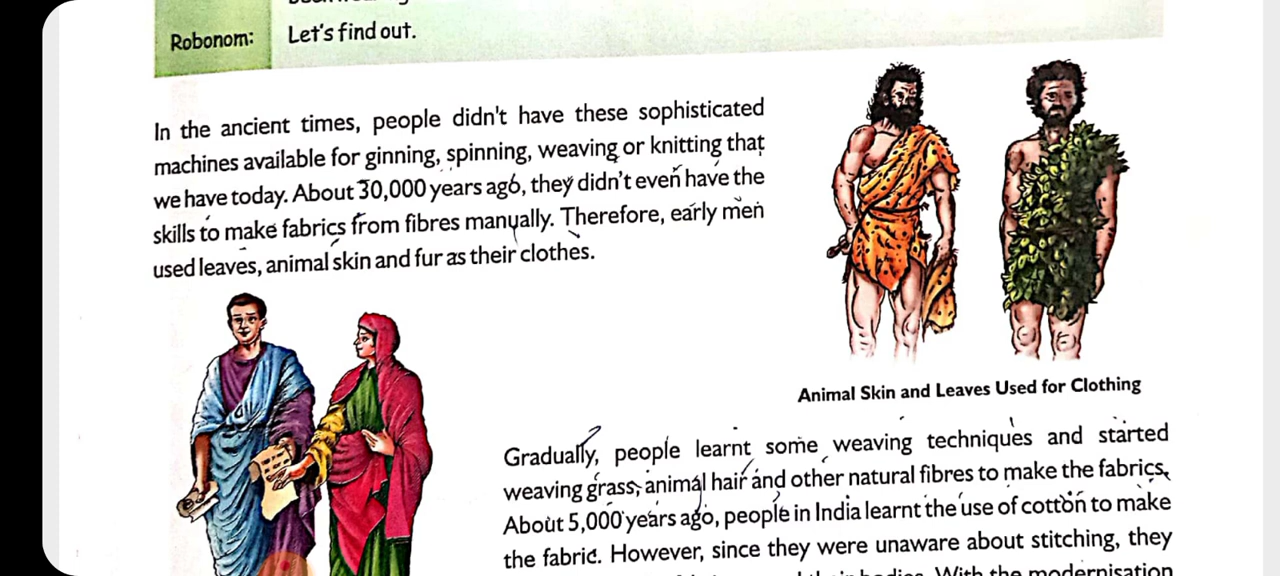 Robonom: Let's find out.
In the ancient times, people didn't have these sophisticated
machines available for ginning, spinning, weaving or knitting that
we have today. About 30,000 years ago, they didn't even have the
skills to make fabrics from fibres manually. Therefore, early men
used leaves, animal skin and fur as their clothes.
Animal Skin and Leaves Used for Clothing
Gradually, people learnt some weaving techniques and started
weaving grass, animal hair and other natural fibres to make the fabrics.
About 5,000 years ago, people in India learnt the use of cotton to make
the fabric. However, since they were unaware about stitching, they
their bodies. With the modernisation